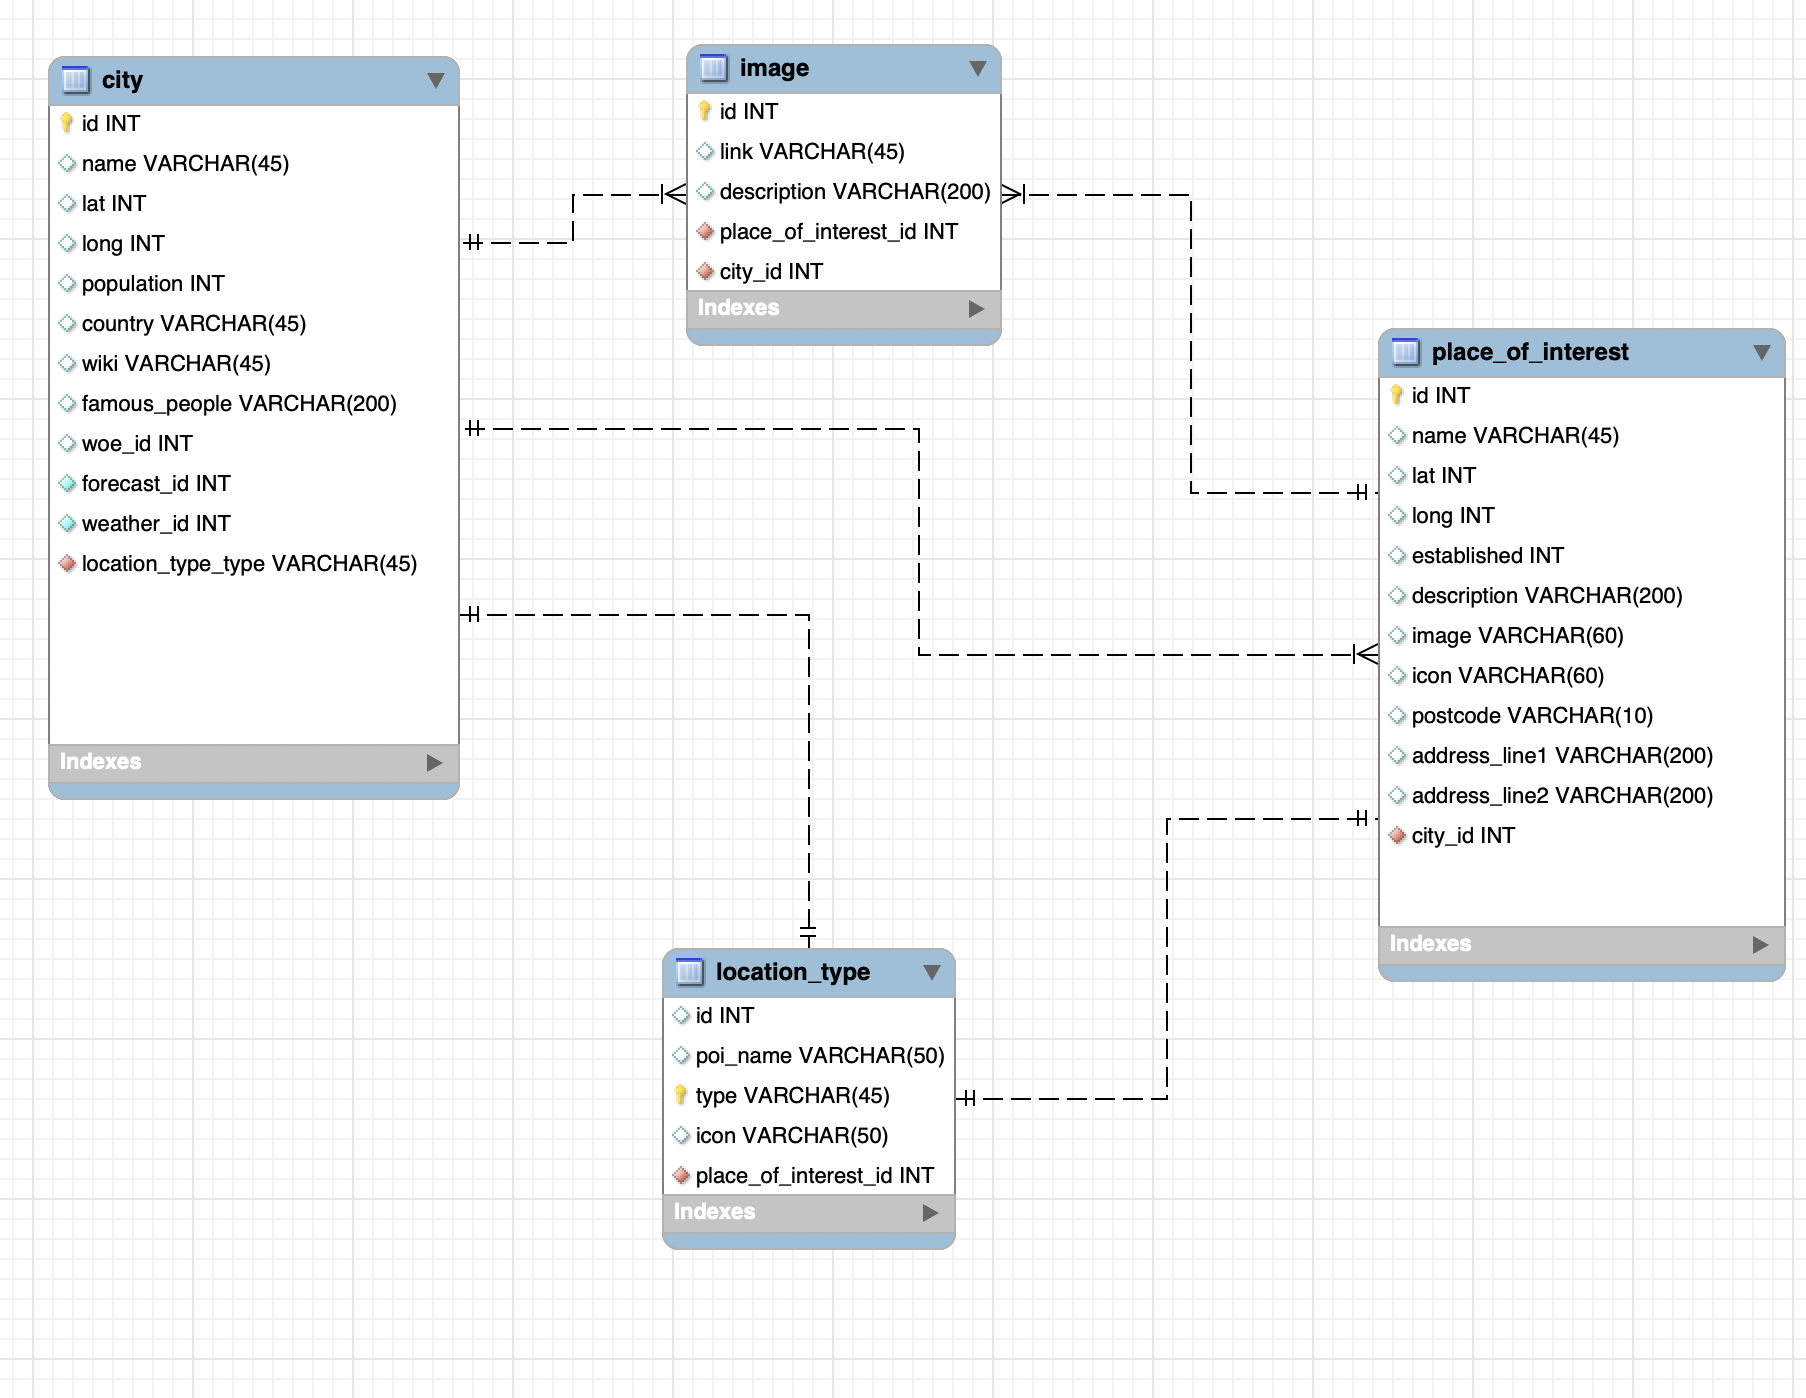 city
id INT
name VARCHAR(45)
lat INT
long INT
population INT
country VARCHAR(45)
wiki VARCHAR(45)
famous_people VARCHAR(200)
woe_id INT
forecast_id INT
weather_id INT
location_type_type VARCHAR(45)
Indexes
image
id INT
link VARCHAR(45)
description VARCHAR(200)
place_of_interest_id INT
city_id INT
Indexes
place_of_interest
id INT
name VARCHAR(45)
lat INT
long INT
established INT
description VARCHAR(200)
image VARCHAR(60)
icon VARCHAR(60)
postcode VARCHAR(10)
address_line1 VARCHAR(200)
address_line2 VARCHAR(200)
city_id INT
Indexes
location_type
id INT
poi_name VARCHAR(50)
type VARCHAR(45)
icon VARCHAR(50)
place_of_interest_id INT
Indexes